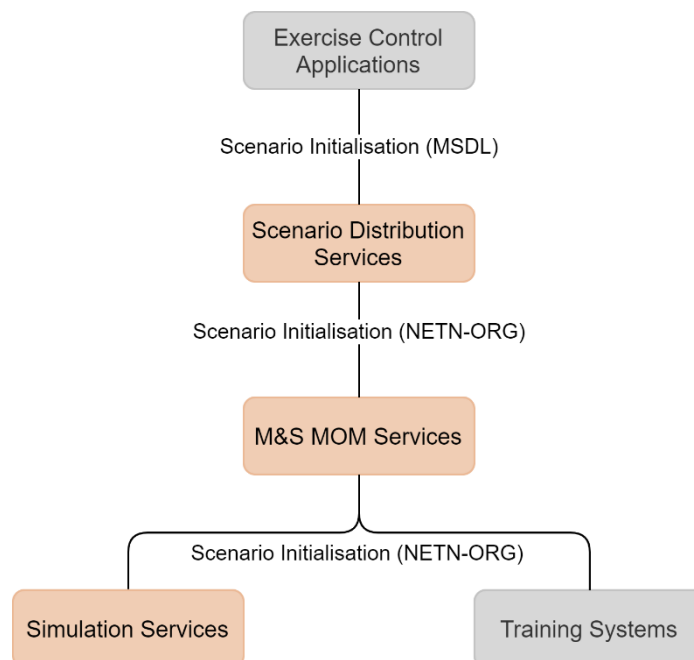 Exercise Control
Applications
Scenario Initialisation (MSDL)
Scenario Distribution
Services
Scenario Initialisation (NETN-ORG)
M&S MOM Services
Scenario Initialisation (NETN-ORG)
Simulation Services
Training Systems